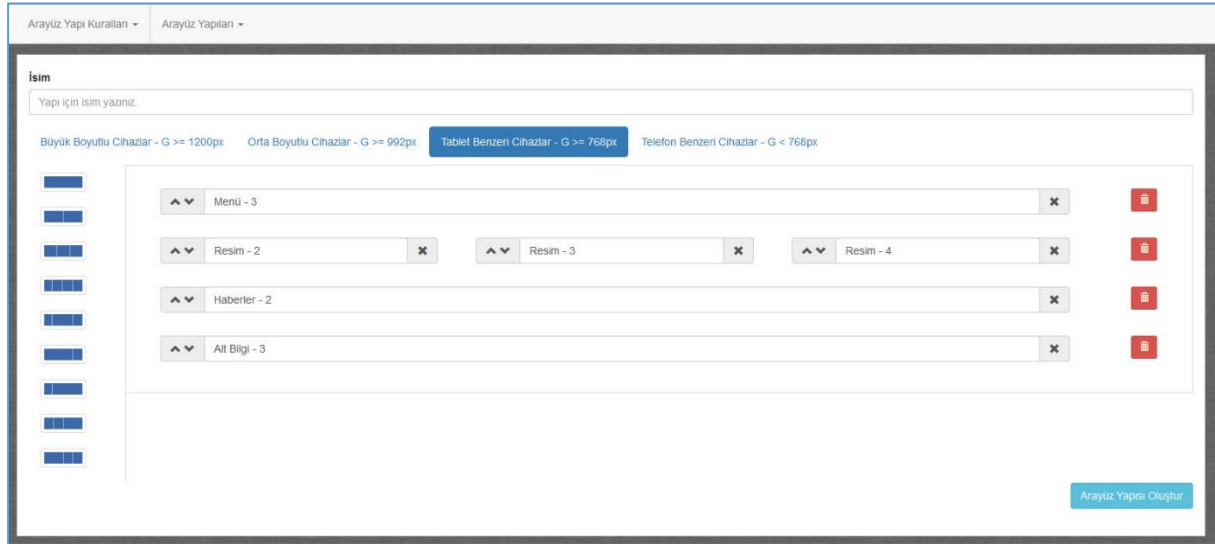 Arayüz Yapı Kuralları Arayüz Yapıları
İsim
Yapı için isim yazınız.
Büyük Boyutlu Cihazlar - G >= 1200px Orta Boyutlu Cihazlar - G >= 992px Tablet Benzeri Cihazlar - G >= 768px Telefon Benzeri Cihazlar - G < 768px
Menü - 3
Resim - 2 Resim - 3 Resim - 4
Haberler - 2
Alt Bilgi - 3
Arayüz Yapısı Oluştur